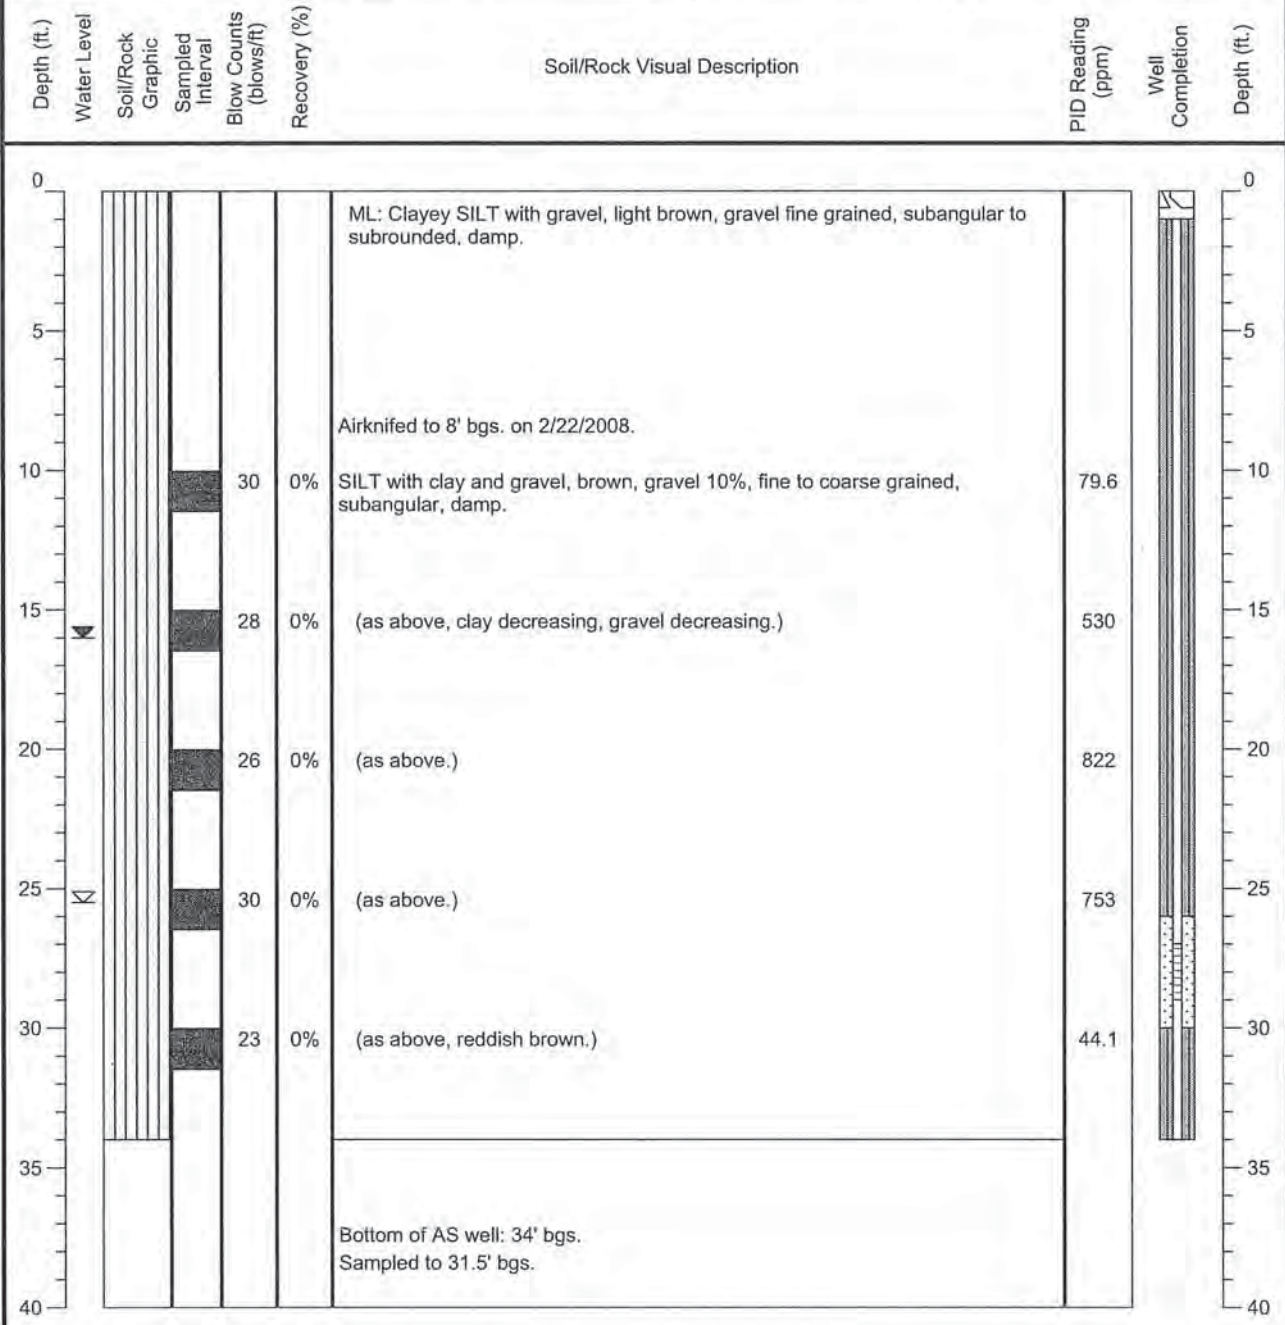 Depth (ft.)
Water Level
Soil/Rock
Graphic
Sampled
Interval
Blow Counts
(blows/ft)
Recovery (%)
Soil/Rock Visual Description
PID Reading
(ppm)
Well
Completion
Depth (ft.)
0 0
ML: Clayey SILT with gravel, light brown, gravel fine grained, subangular to
subrounded, damp.
5 5
Airknifed to 8' bgs. on 2/22/2008.
10 30 0% SILT with clay and gravel, brown, gravel 10%, fine to coarse grained, 79.6 10
subangular, damp.
15 28 0% (as above, clay decreasing, gravel decreasing.) 530 15
20 26 0% (as above.) 822 20
25 30 0% (as above.) 753 25
30 23 0% (as above, reddish brown.) 44.1 30
35 35
Bottom of AS well: 34' bgs.
Sampled to 31.5' bgs.
40 40